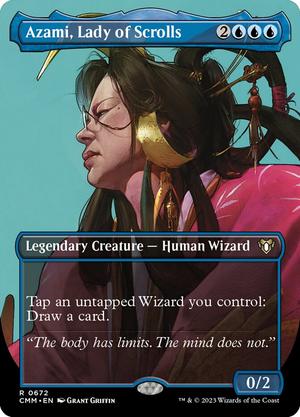 Azami, Lady of Scrolls 2
Legendary Creature — Human Wizard
Tap an untapped Wizard you control:
Draw a card.
"The body has limits. The mind does not."
R 0672
CMM • EN GRANT GRIFFIN
0/2
™ & © 2023 Wizards of the Coast